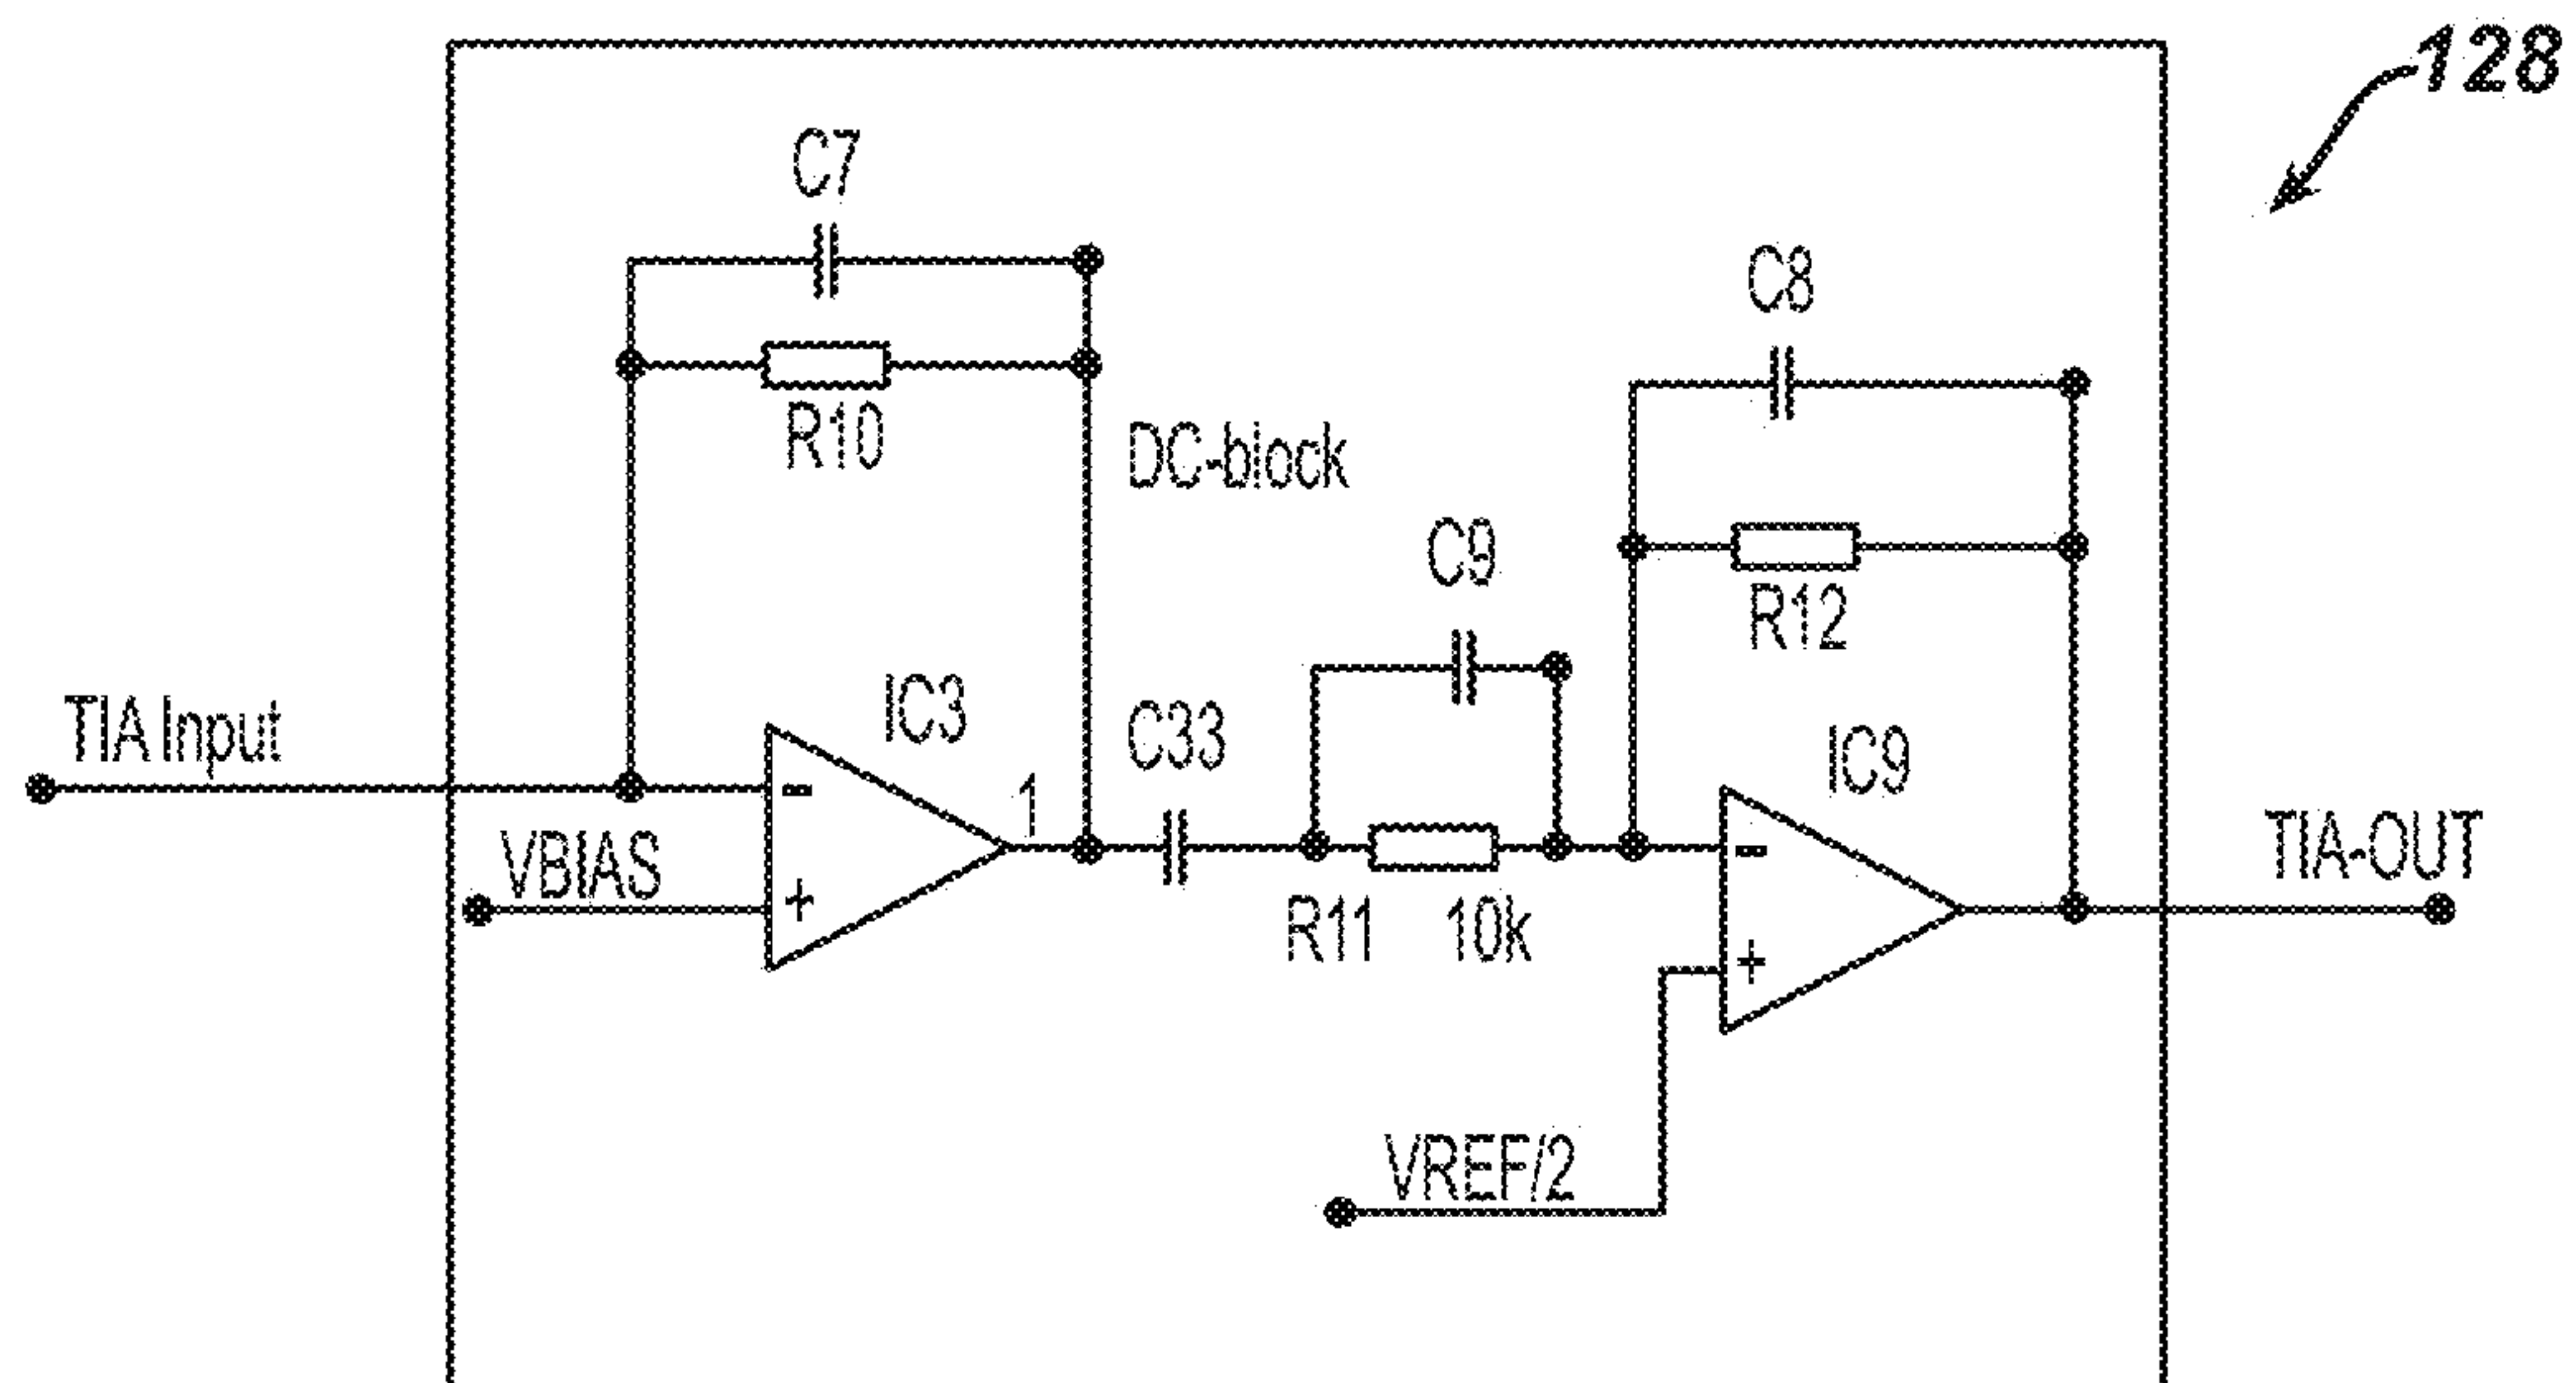 128
C7
R10
DC-block
C8
C9
R12
TIA Input
IC3
C33
IC9
1
VBIAS
-
+
R11 10k
-
+
TIA-OUT
VREF/2